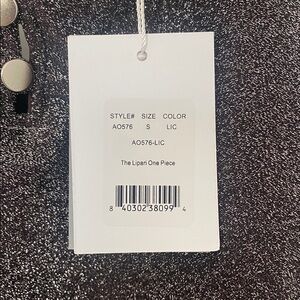 STYLE# SIZE COLOR
AO576 S LIC
AO576-LIC
The Lipari One Piece
8 40302 38099 4